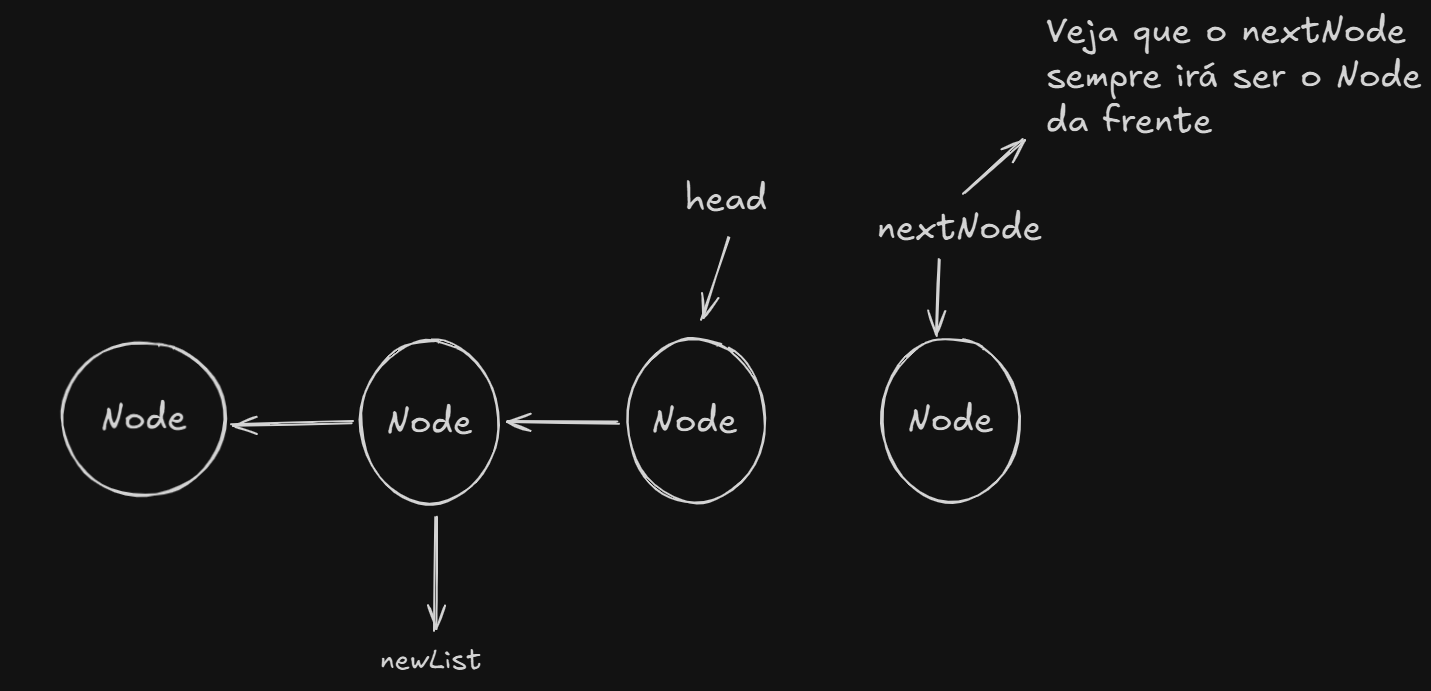 Veja que o nextNode
sempre irá ser o Node
da frente
head
nextNode
Node
Node
Node
Node
newList